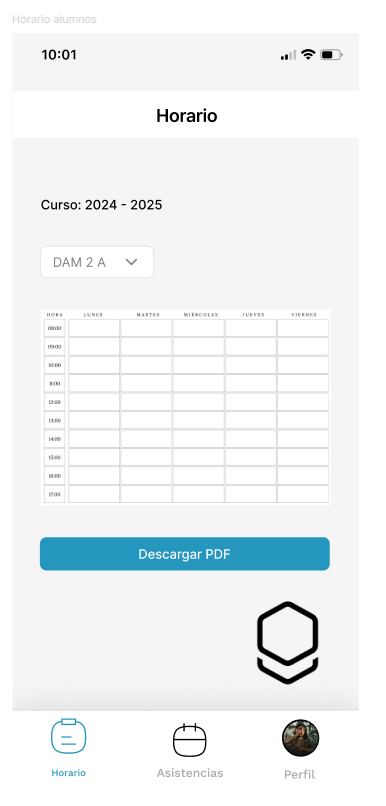 Horario alumnos
10:01
Horario
Curso: 2024 - 2025
DAM 2 A
HORA LUNES MARTES MIÉRCOLES JUEVES VIERNES
08:00
09:00
10:00
11:00
12:00
13:00
14:00
15:00
16:00
17:00
Descargar PDF
Horario Asistencias Perfil